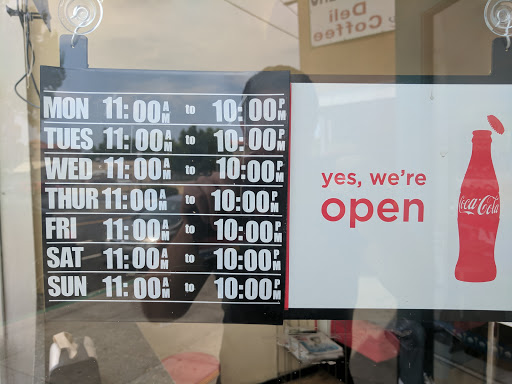 Deli
Coffee
MON 11:00AM to 10:00PM
TUES 11:00AM to 10:00PM
WED 11:00AM to 10:00PM
THUR 11:00AM to 10:00PM
FRI 11:00AM to 10:00PM
SAT 11:00AM to 10:00PM
SUN 11:00AM to 10:00PM
yes, we're
open
Coca-Cola